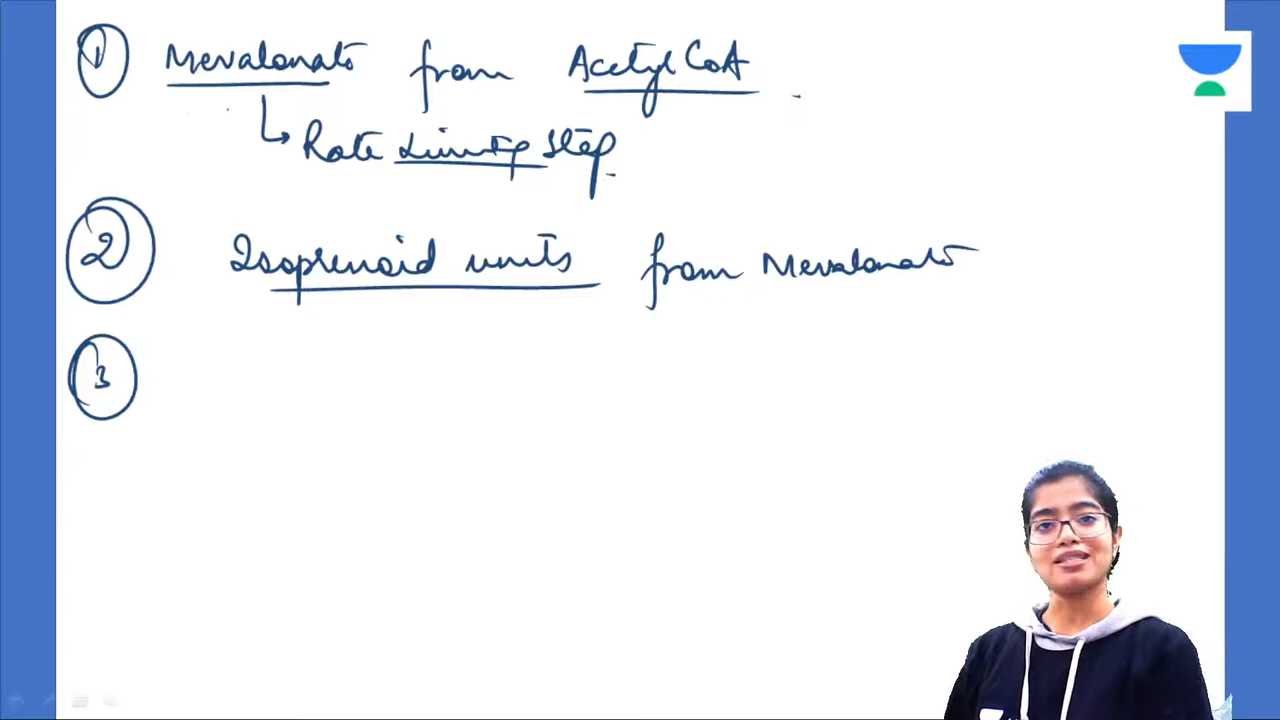 1 Mevalonate from Acetyl CoA
Rate Limiting Step
2 Isoprenoid units from Mevalonate
3